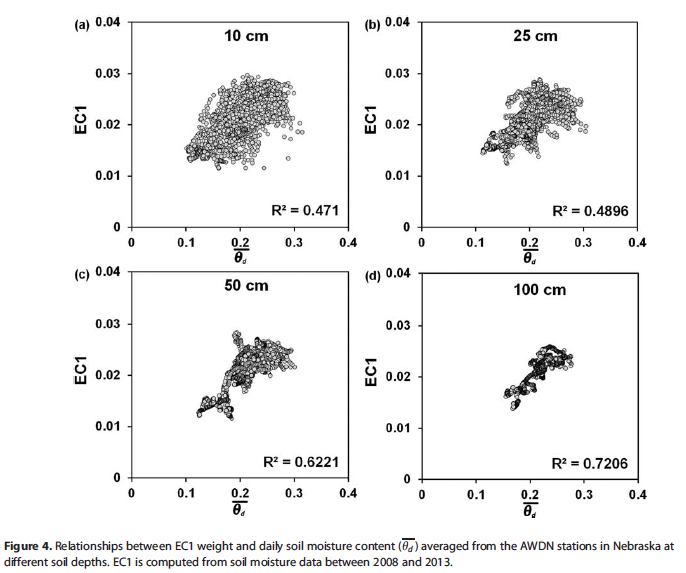 (a)
10 cm
0.04
0.03
0.02
0.01
0
EC1
R² = 0.471
0 0.1 0.2 0.3 0.4
θd
(b)
25 cm
0.04
0.03
0.02
0.01
0
EC1
R² = 0.4896
0 0.1 0.2 0.3 0.4
θd
(c)
50 cm
0.04
0.03
0.02
0.01
0
EC1
R² = 0.6221
0 0.1 0.2 0.3 0.4
θd
(d)
100 cm
0.04
0.03
0.02
0.01
0
EC1
R² = 0.7206
0 0.1 0.2 0.3 0.4
θd
Figure 4. Relationships between EC1 weight and daily soil moisture content (θd) averaged from the AWDN stations in Nebraska at
different soil depths. EC1 is computed from soil moisture data between 2008 and 2013.